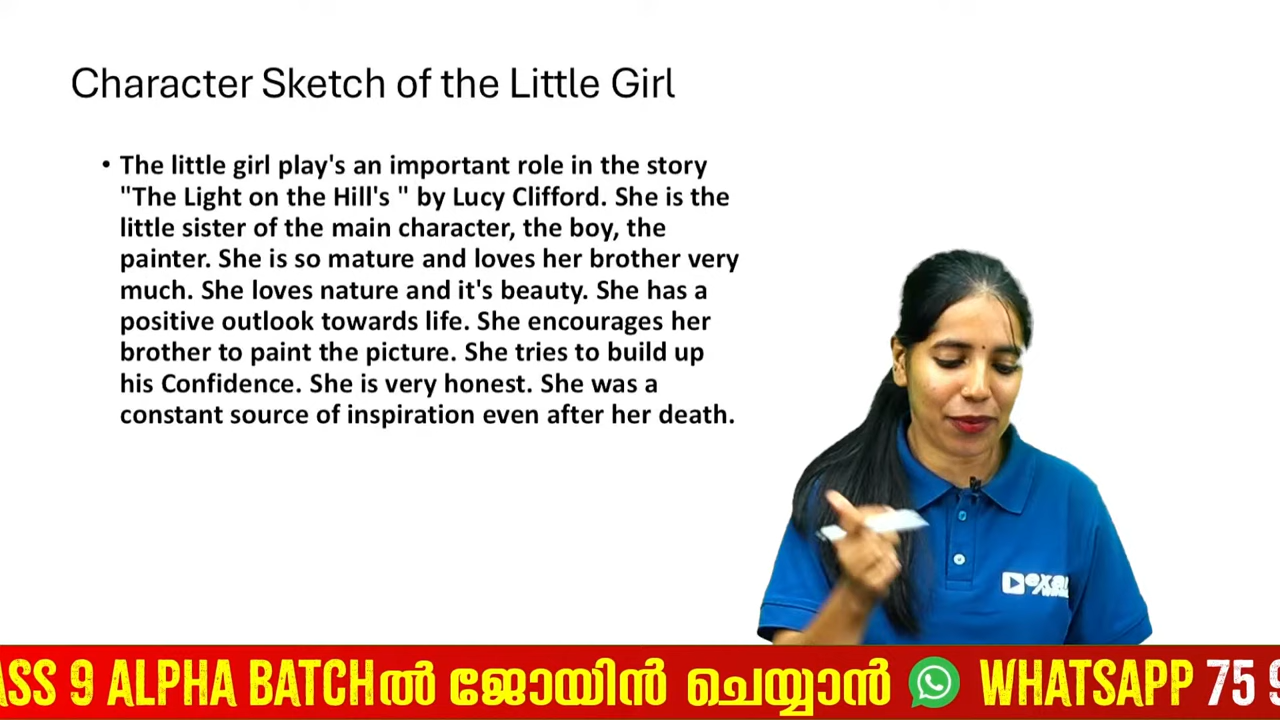 Character Sketch of the Little Girl
• The little girl play's an important role in the story
"The Light on the Hill's " by Lucy Clifford. She is the
little sister of the main character, the boy, the
painter. She is so mature and loves her brother very
much. She loves nature and it's beauty. She has a
positive outlook towards life. She encourages her
brother to paint the picture. She tries to build up
his Confidence. She is very honest. She was a
constant source of inspiration even after her death.
ASS 9 ALPHA BATCHൽ ജോയിൻ ചെയ്യാൻ WHATSAPP 75 9